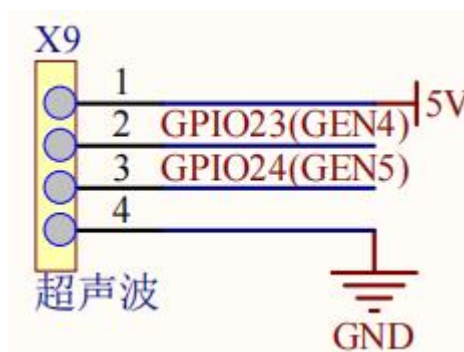 X9
1
5V
2 GPIO23(GEN4)
3 GPIO24(GEN5)
4
超声波
GND